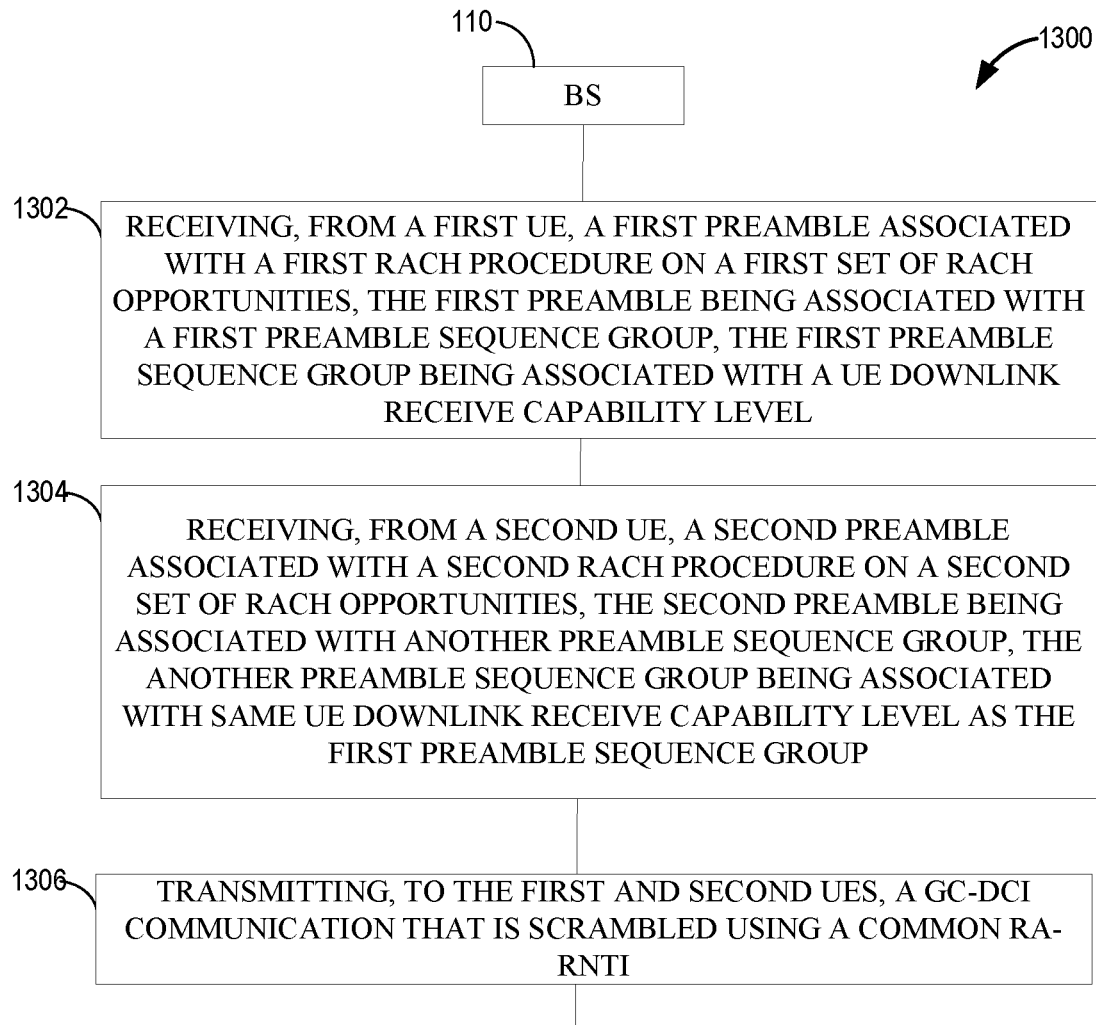 110
1300
BS
1302
RECEIVING, FROM A FIRST UE, A FIRST PREAMBLE ASSOCIATED
WITH A FIRST RACH PROCEDURE ON A FIRST SET OF RACH
OPPORTUNITIES, THE FIRST PREAMBLE BEING ASSOCIATED WITH
A FIRST PREAMBLE SEQUENCE GROUP, THE FIRST PREAMBLE
SEQUENCE GROUP BEING ASSOCIATED WITH A UE DOWNLINK
RECEIVE CAPABILITY LEVEL
1304
RECEIVING, FROM A SECOND UE, A SECOND PREAMBLE
ASSOCIATED WITH A SECOND RACH PROCEDURE ON A SECOND
SET OF RACH OPPORTUNITIES, THE SECOND PREAMBLE BEING
ASSOCIATED WITH ANOTHER PREAMBLE SEQUENCE GROUP, THE
ANOTHER PREAMBLE SEQUENCE GROUP BEING ASSOCIATED
WITH SAME UE DOWNLINK RECEIVE CAPABILITY LEVEL AS THE
FIRST PREAMBLE SEQUENCE GROUP
1306
TRANSMITTING, TO THE FIRST AND SECOND UES, A GC-DCI
COMMUNICATION THAT IS SCRAMBLED USING A COMMON RA-
RNTI